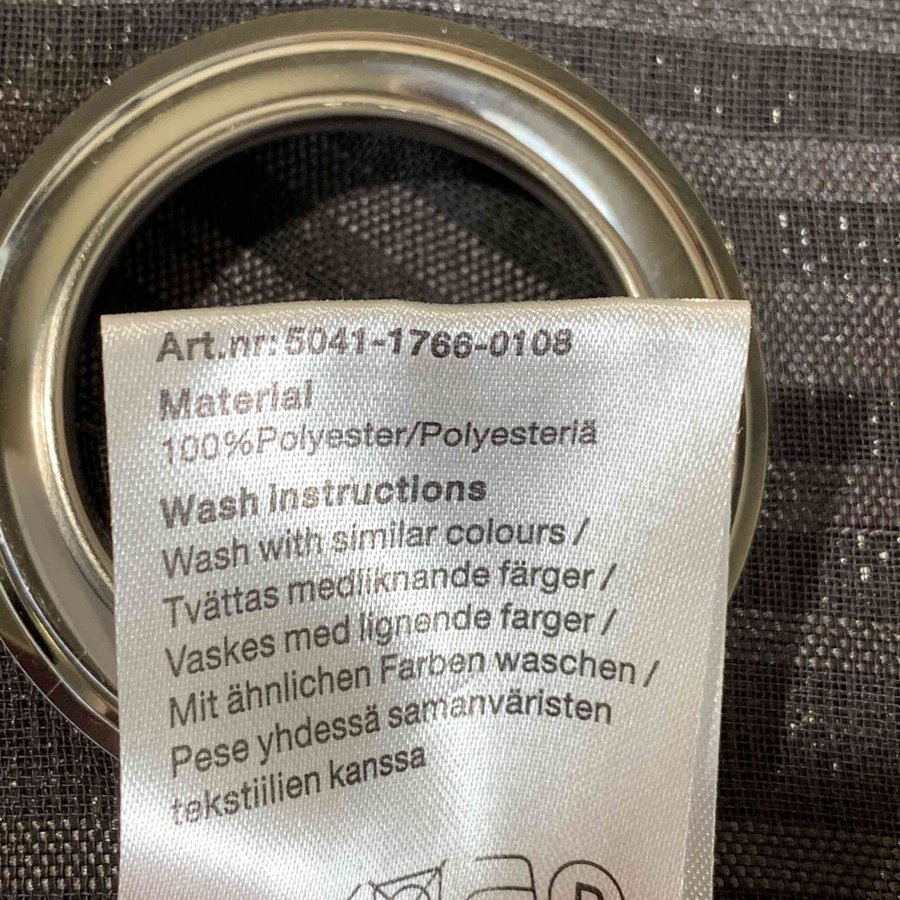 Art.nr: 5041-1766-0108
Material
100%Polyester/Polyesteriä
Wash instructions
Wash with similar colours /
Tvättas medliknande färger /
Vaskes med lignende farger /
Mit ähnlichen Farben waschen /
Pese yhdessä samanväristen
tekstiilien kanssa
P